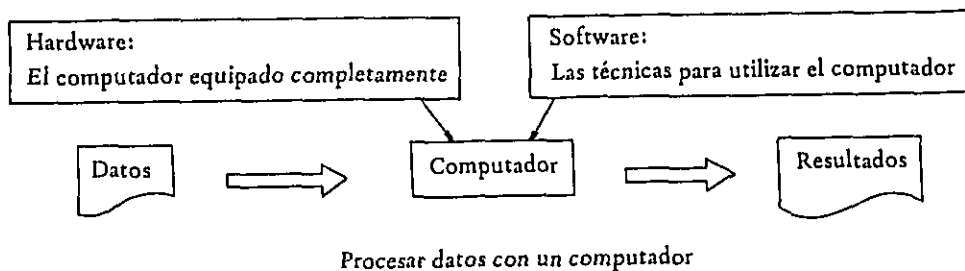 Hardware:
El computador equipado completamente
Software:
Las técnicas para utilizar el computador
Datos
Computador
Resultados
Procesar datos con un computador